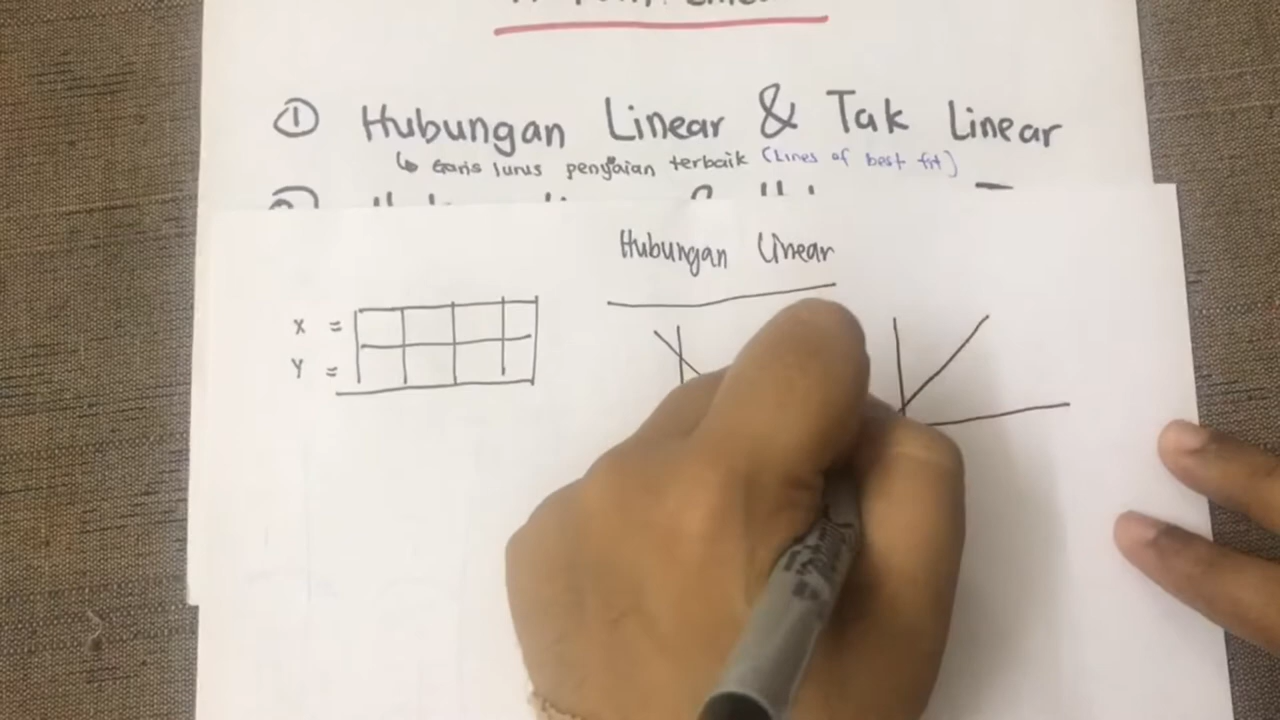 ① Hubungan Linear & Tak Linear
↳ Garis lurus penyuaian terbaik (Lines of best fit)
Hubungan Linear
X =
Y =